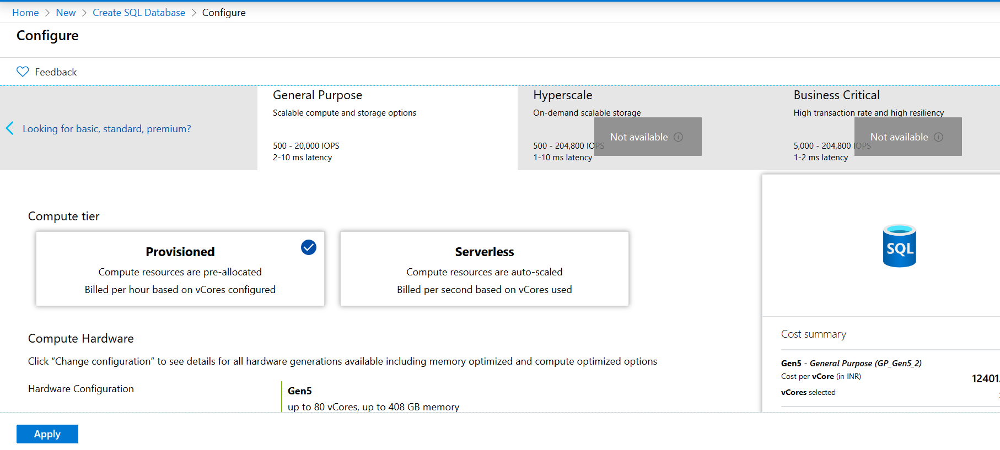 Home > New > Create SQL Database > Configure
Configure
Feedback
Looking for basic, standard, premium?
General Purpose
Scalable compute and storage options
500 - 20,000 IOPS
2-10 ms latency
Hyperscale
On-demand scalable storage
500 - 204,800 IOPS
1-10 ms latency
Not available
Business Critical
High transaction rate and high resiliency
5,000 - 204,800 IOPS
1-2 ms latency
Not available
Compute tier
Provisioned
Compute resources are pre-allocated
Billed per hour based on vCores configured
Serverless
Compute resources are auto-scaled
Billed per second based on vCores used
Compute Hardware
Click “Change configuration” to see details for all hardware generations available including memory optimized and compute optimized options
Hardware Configuration
Gen5
up to 80 vCores, up to 408 GB memory
SQL
Cost summary
Gen5 - General Purpose (GP_Gen5_2)
Cost per vCore (in INR)
12401.
vCores selected
Apply